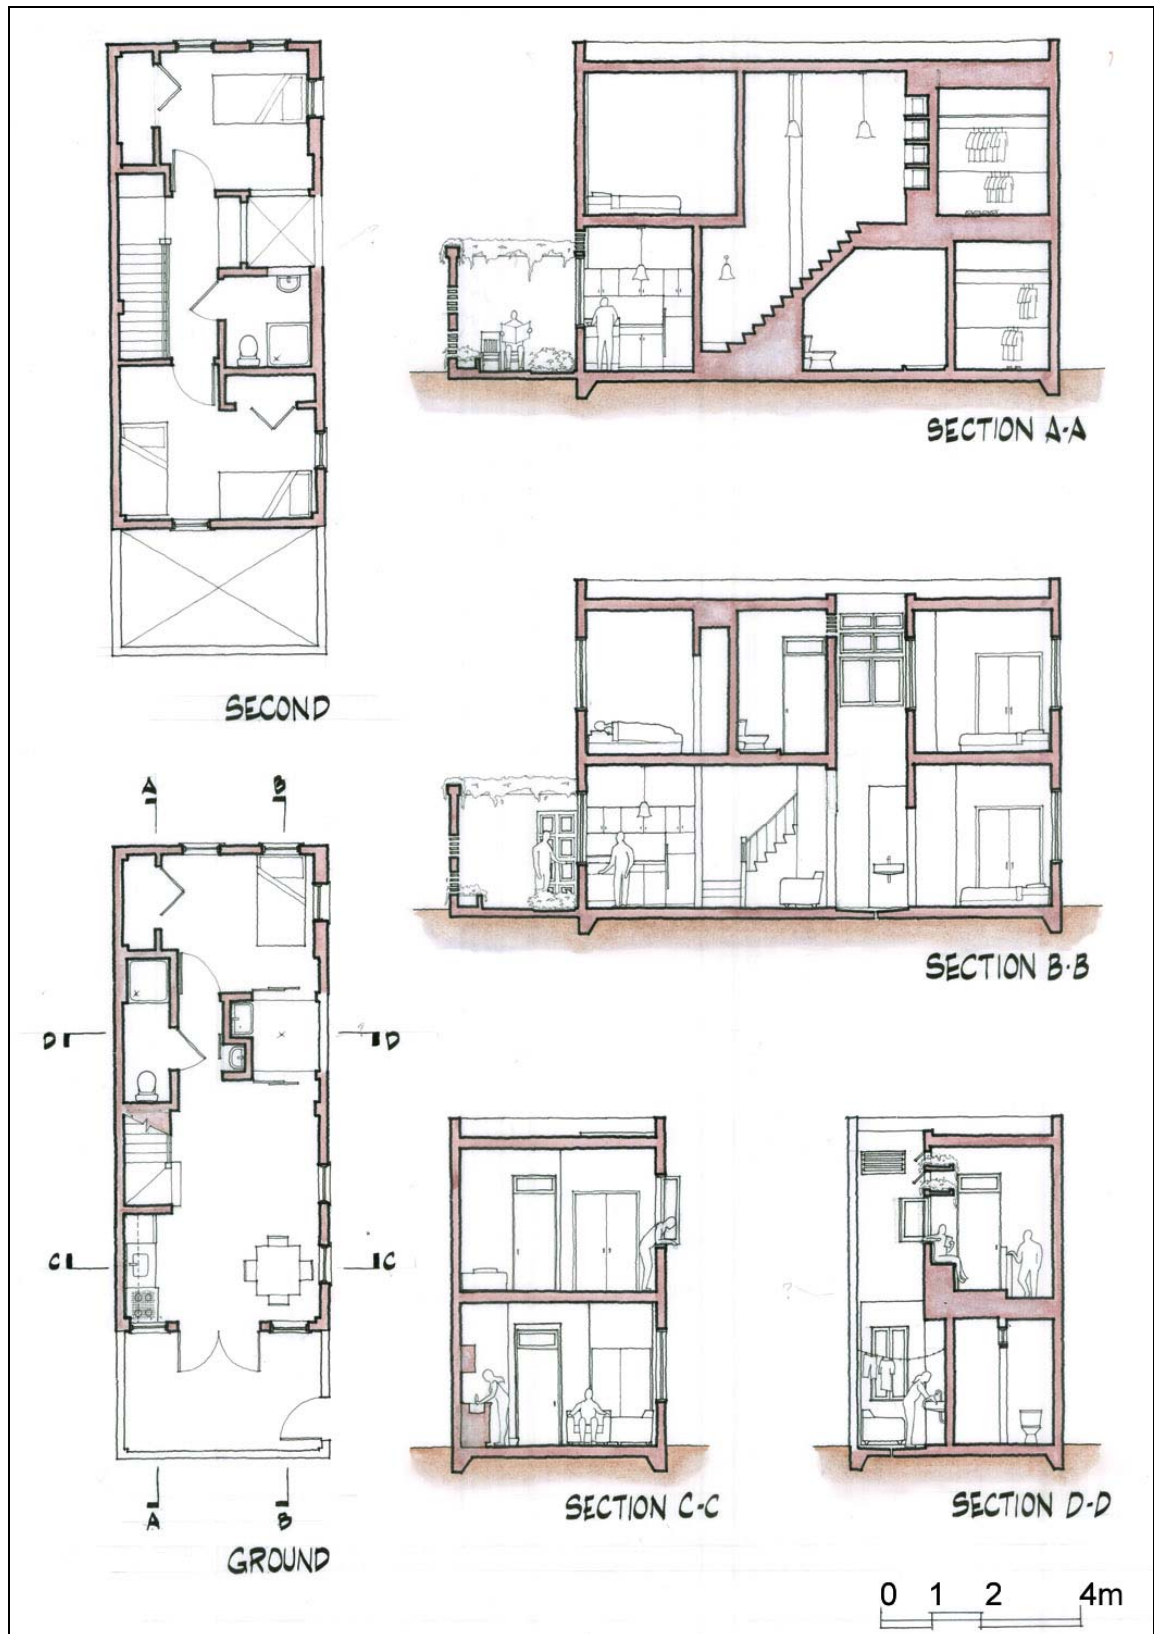 SECTION A-A
SECOND
A B
SECTION B-B
D D
C C
SECTION C-C
SECTION D-D
A B
GROUND
0 1 2 4m